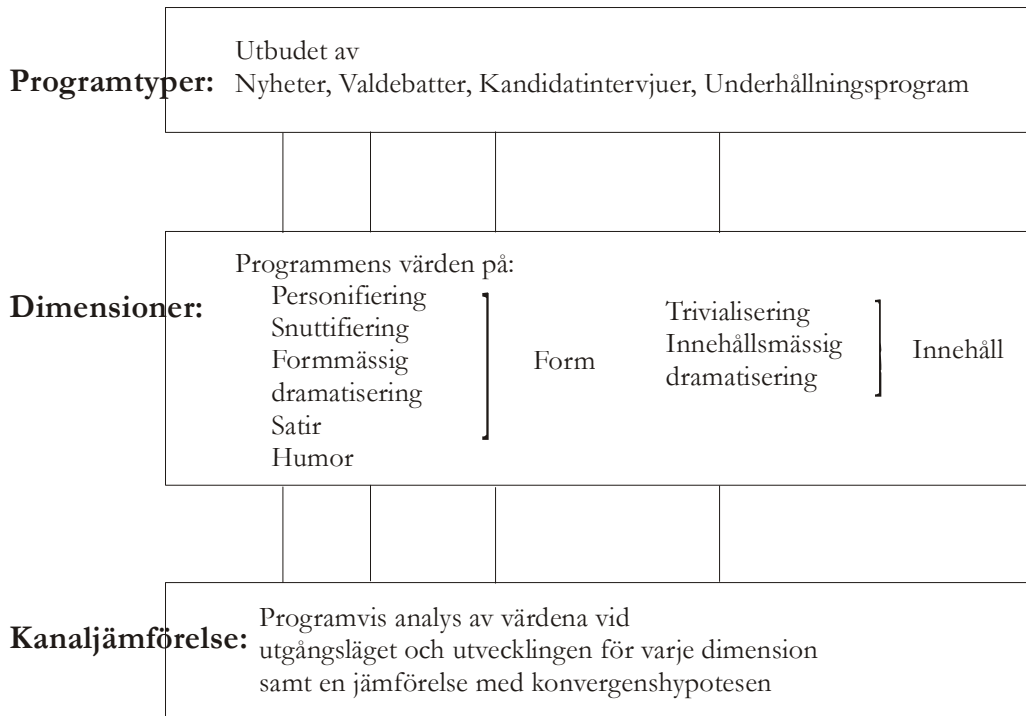 Utbudet av
Programtyper: Nyheter, Valdebatter, Kandidatintervjuer, Underhållningsprogram
Programmens värden på:
Dimensioner:
Personifiering
Snuttifiering
Formmässig
dramatisering
Satir
Humor
Form
Trivialisering
Innehållsmässig
dramatisering
Innehåll
Kanaljämförelse:
Programvis analys av värdena vid
utgångsläget och utvecklingen för varje dimension
samt en jämförelse med konvergenshypotesen